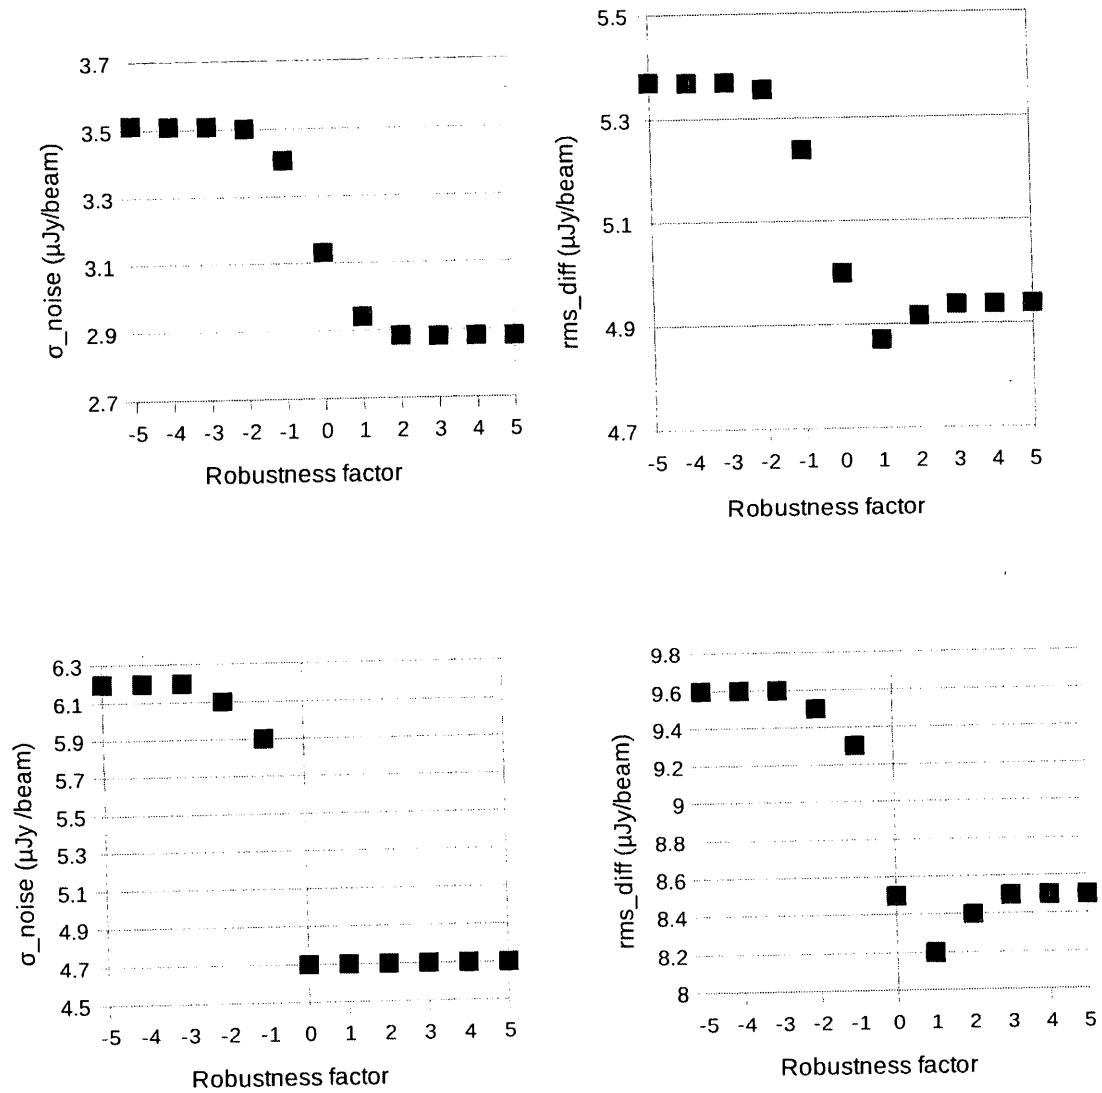 3.7
3.5
3.3
3.1
2.9
2.7
σ_noise (µJy/beam)
-5 -4 -3 -2 -1 0 1 2 3 4 5
Robustness factor
5.5
5.3
5.1
4.9
4.7
rms_diff (µJy/beam)
-5 -4 -3 -2 -1 0 1 2 3 4 5
Robustness factor
6.3
6.1
5.9
5.7
5.5
5.3
5.1
4.9
4.7
4.5
σ_noise (µJy /beam)
-5 -4 -3 -2 -1 0 1 2 3 4 5
Robustness factor
9.8
9.6
9.4
9.2
9
8.8
8.6
8.4
8.2
8
rms_diff (µJy/beam)
-5 -4 -3 -2 -1 0 1 2 3 4 5
Robustness factor